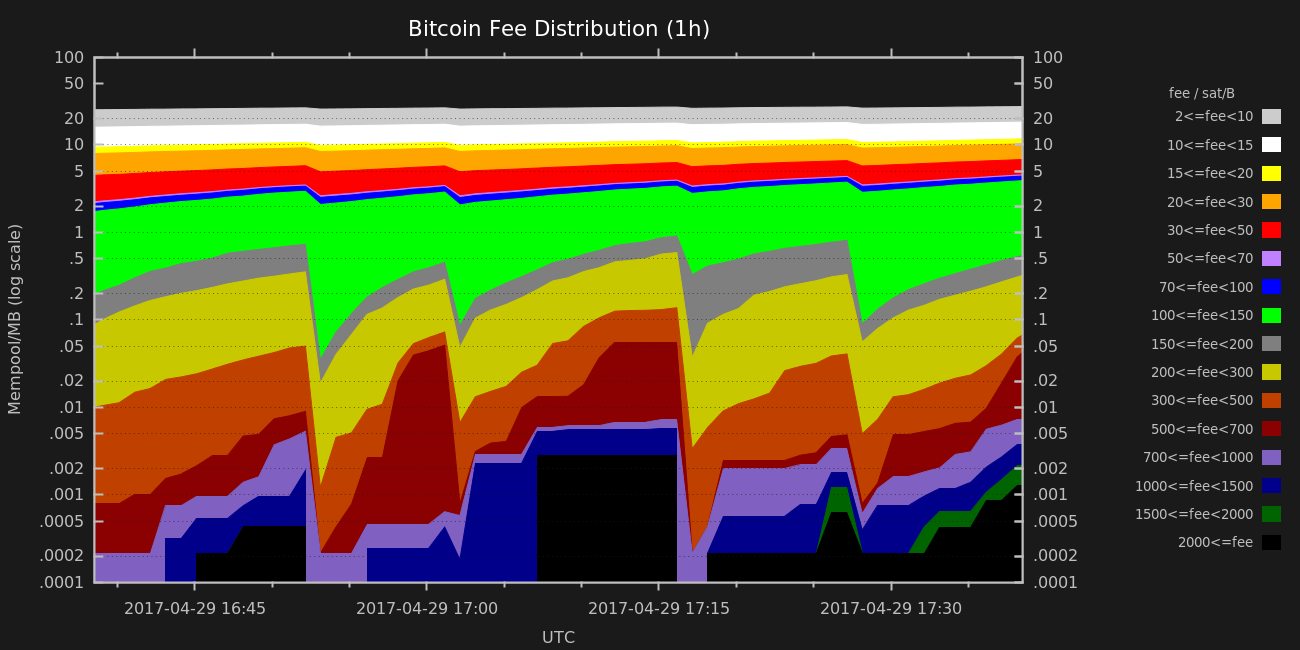 Bitcoin Fee Distribution (1h)
100
50
20
10
5
2
1
.5
.2
.1
.05
.02
.01
.005
.002
.001
.0005
.0002
.0001
Mempool/MB (log scale)
100
50
20
10
5
2
1
.5
.2
.1
.05
.02
.01
.005
.002
.001
.0005
.0002
.0001
2017-04-29 16:45
2017-04-29 17:00
2017-04-29 17:15
2017-04-29 17:30
UTC
fee / sat/B
2<=fee<10
10<=fee<15
15<=fee<20
20<=fee<30
30<=fee<50
50<=fee<70
70<=fee<100
100<=fee<150
150<=fee<200
200<=fee<300
300<=fee<500
500<=fee<700
700<=fee<1000
1000<=fee<1500
1500<=fee<2000
2000<=fee